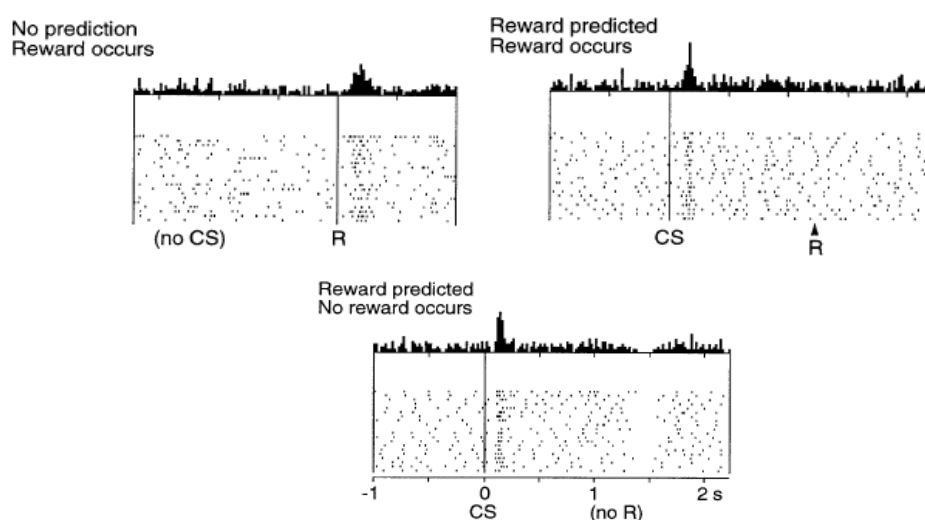 No prediction
Reward occurs
(no CS) R
Reward predicted
Reward occurs
CS
R
Reward predicted
No reward occurs
-1 0 1 2 s
CS (no R)